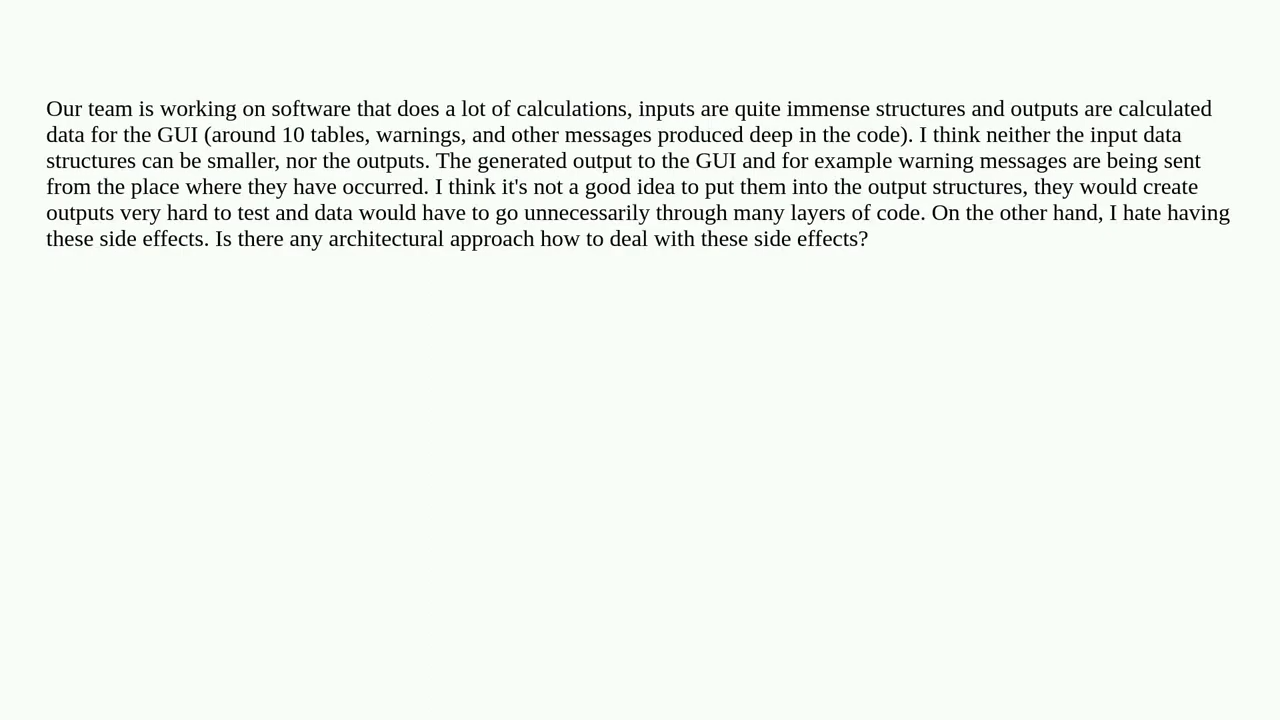 Our team is working on software that does a lot of calculations, inputs are quite immense structures and outputs are calculated
data for the GUI (around 10 tables, warnings, and other messages produced deep in the code). I think neither the input data
structures can be smaller, nor the outputs. The generated output to the GUI and for example warning messages are being sent
from the place where they have occurred. I think it's not a good idea to put them into the output structures, they would create
outputs very hard to test and data would have to go unnecessarily through many layers of code. On the other hand, I hate having
these side effects. Is there any architectural approach how to deal with these side effects?